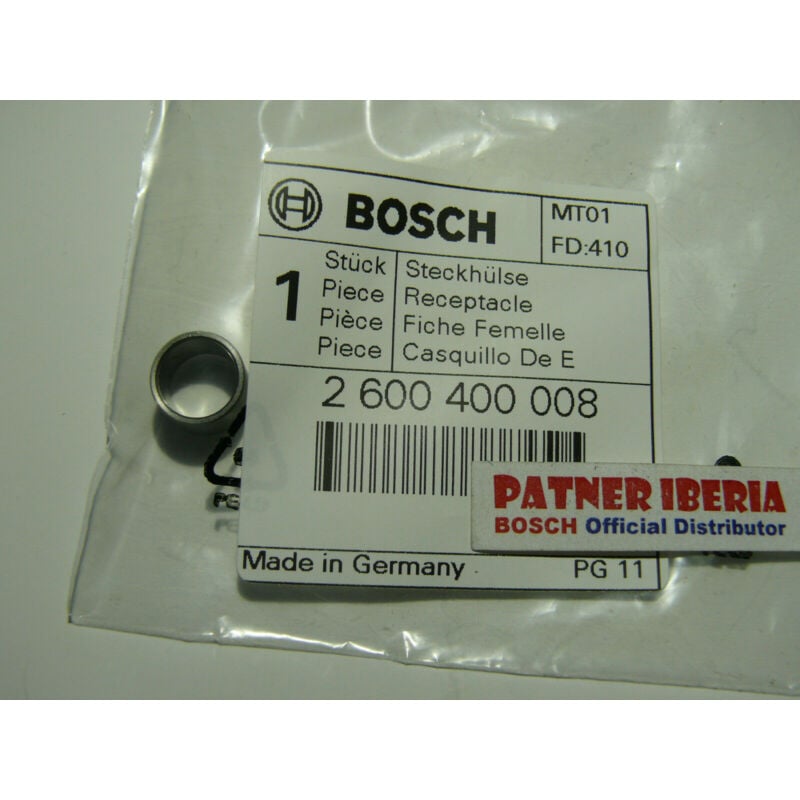 BOSCH
MT01
FD:410
1
Stück
Piece
Pièce
Piece
Steckhülse
Receptacle
Fiche Femelle
Casquillo De E
2 600 400 008
PATNER IBERIA
BOSCH Official Distributor
Made in Germany
PG 11